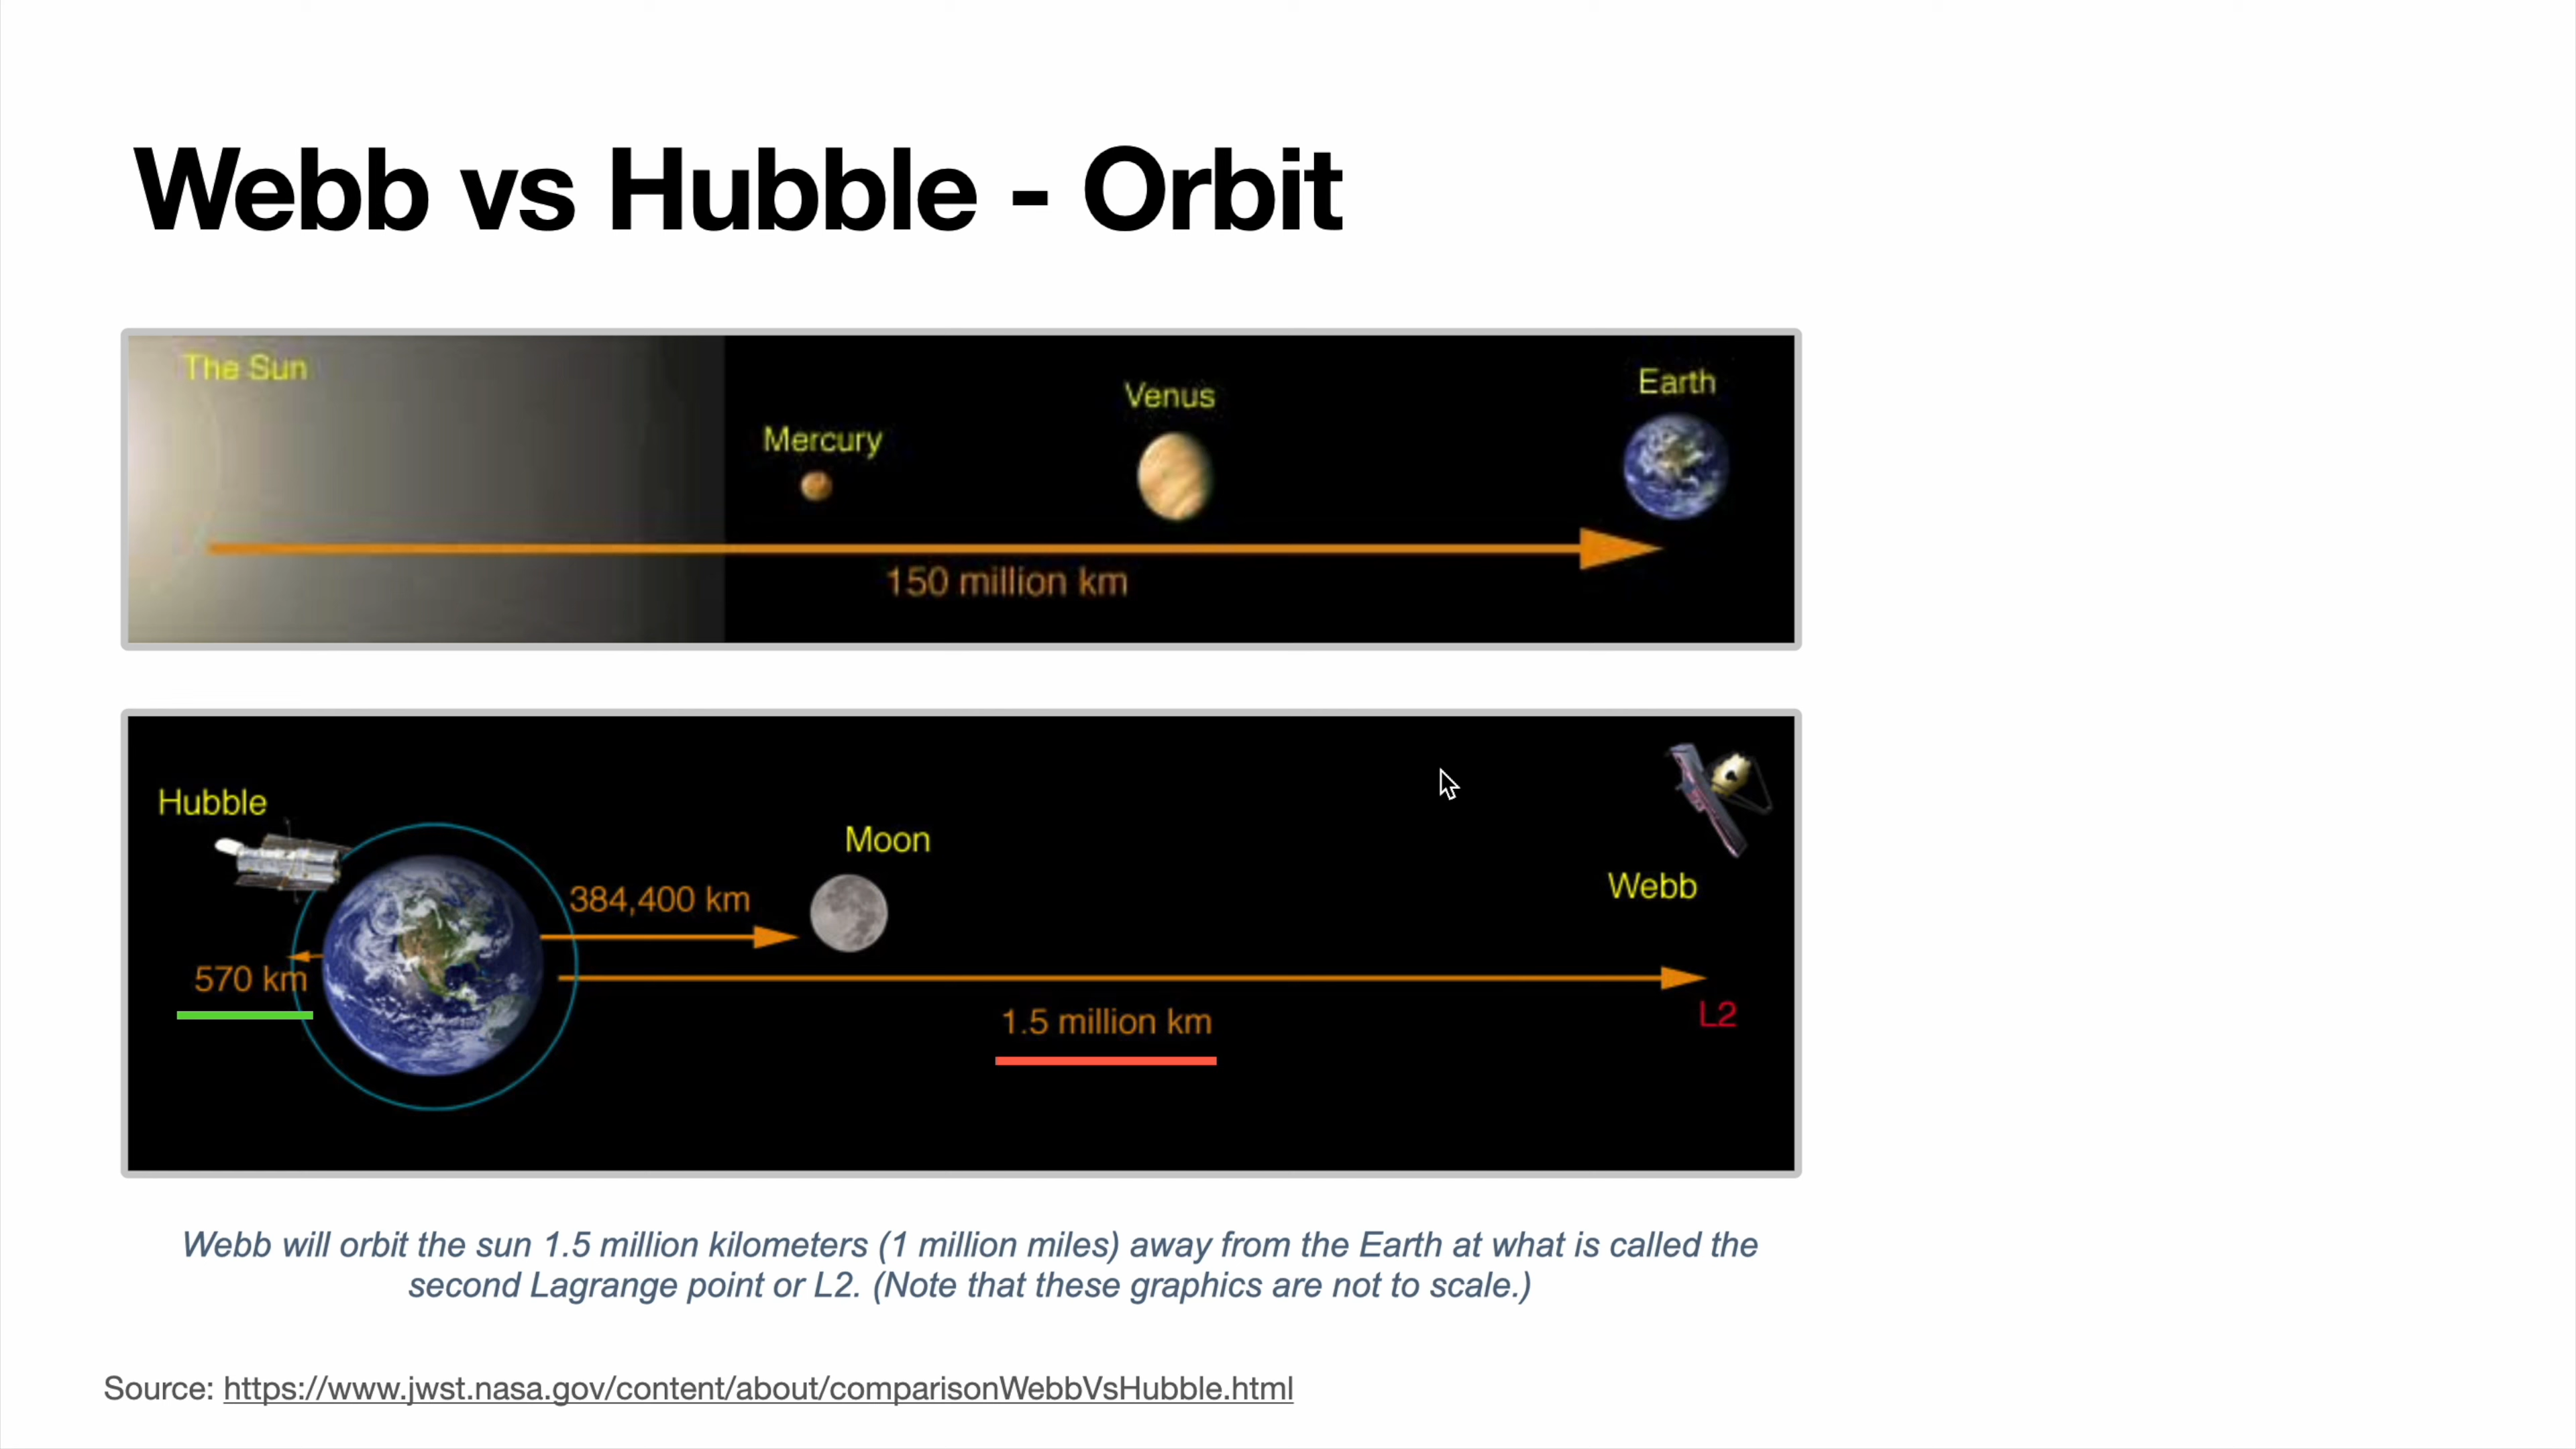 Webb vs Hubble - Orbit
The Sun
Mercury
Venus
Earth
150 million km
Hubble
570 km
384,400 km
Moon
1.5 million km
Webb
L2
Webb will orbit the sun 1.5 million kilometers (1 million miles) away from the Earth at what is called the
second Lagrange point or L2. (Note that these graphics are not to scale.)
Source: https://www.jwst.nasa.gov/content/about/comparisonWebbVsHubble.html